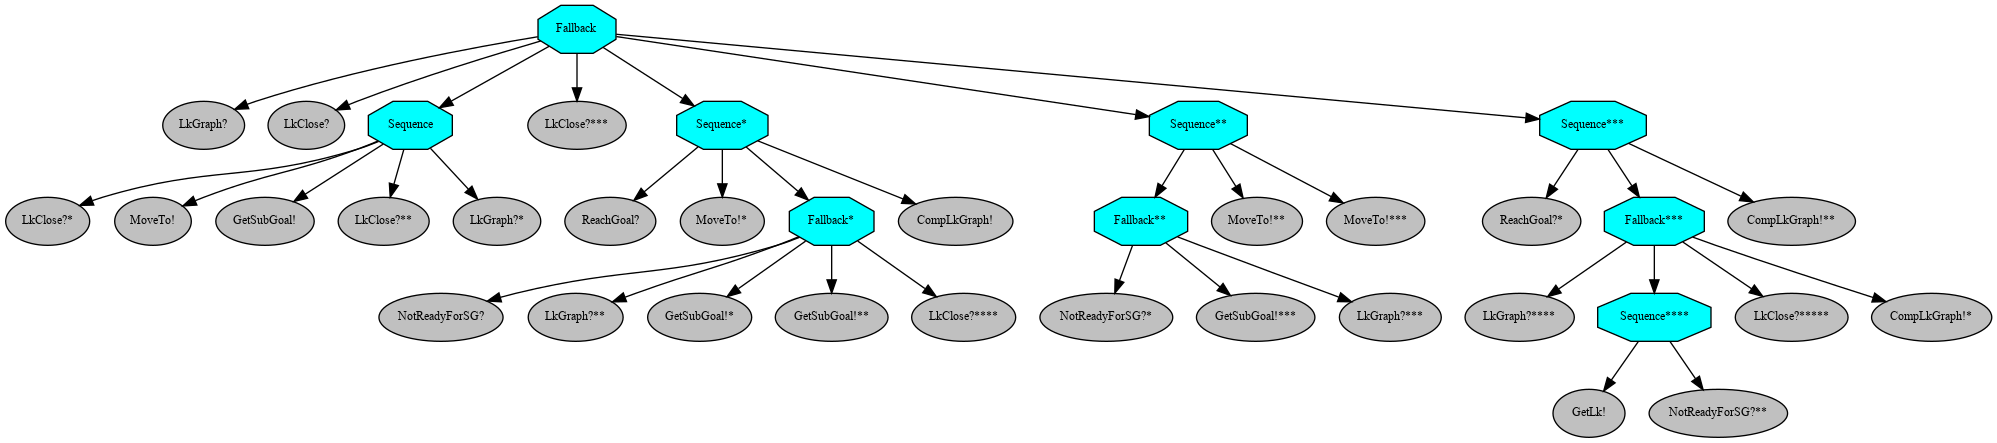 Fallback
LkGraph?
LkClose?
Sequence
LkClose?***
Sequence*
Sequence**
Sequence***
LkClose?*
MoveTo!
GetSubGoal!
LkClose?**
LkGraph?*
ReachGoal?
MoveTo!*
Fallback*
CompLkGraph!
Fallback**
MoveTo!**
MoveTo!***
ReachGoal?*
Fallback***
CompLkGraph!**
NotReadyForSG?
LkGraph?**
GetSubGoal!*
GetSubGoal!**
LkClose?****
NotReadyForSG?*
GetSubGoal!***
LkGraph?***
LkGraph?****
Sequence****
LkClose?*****
CompLkGraph!*
GetLk!
NotReadyForSG?**